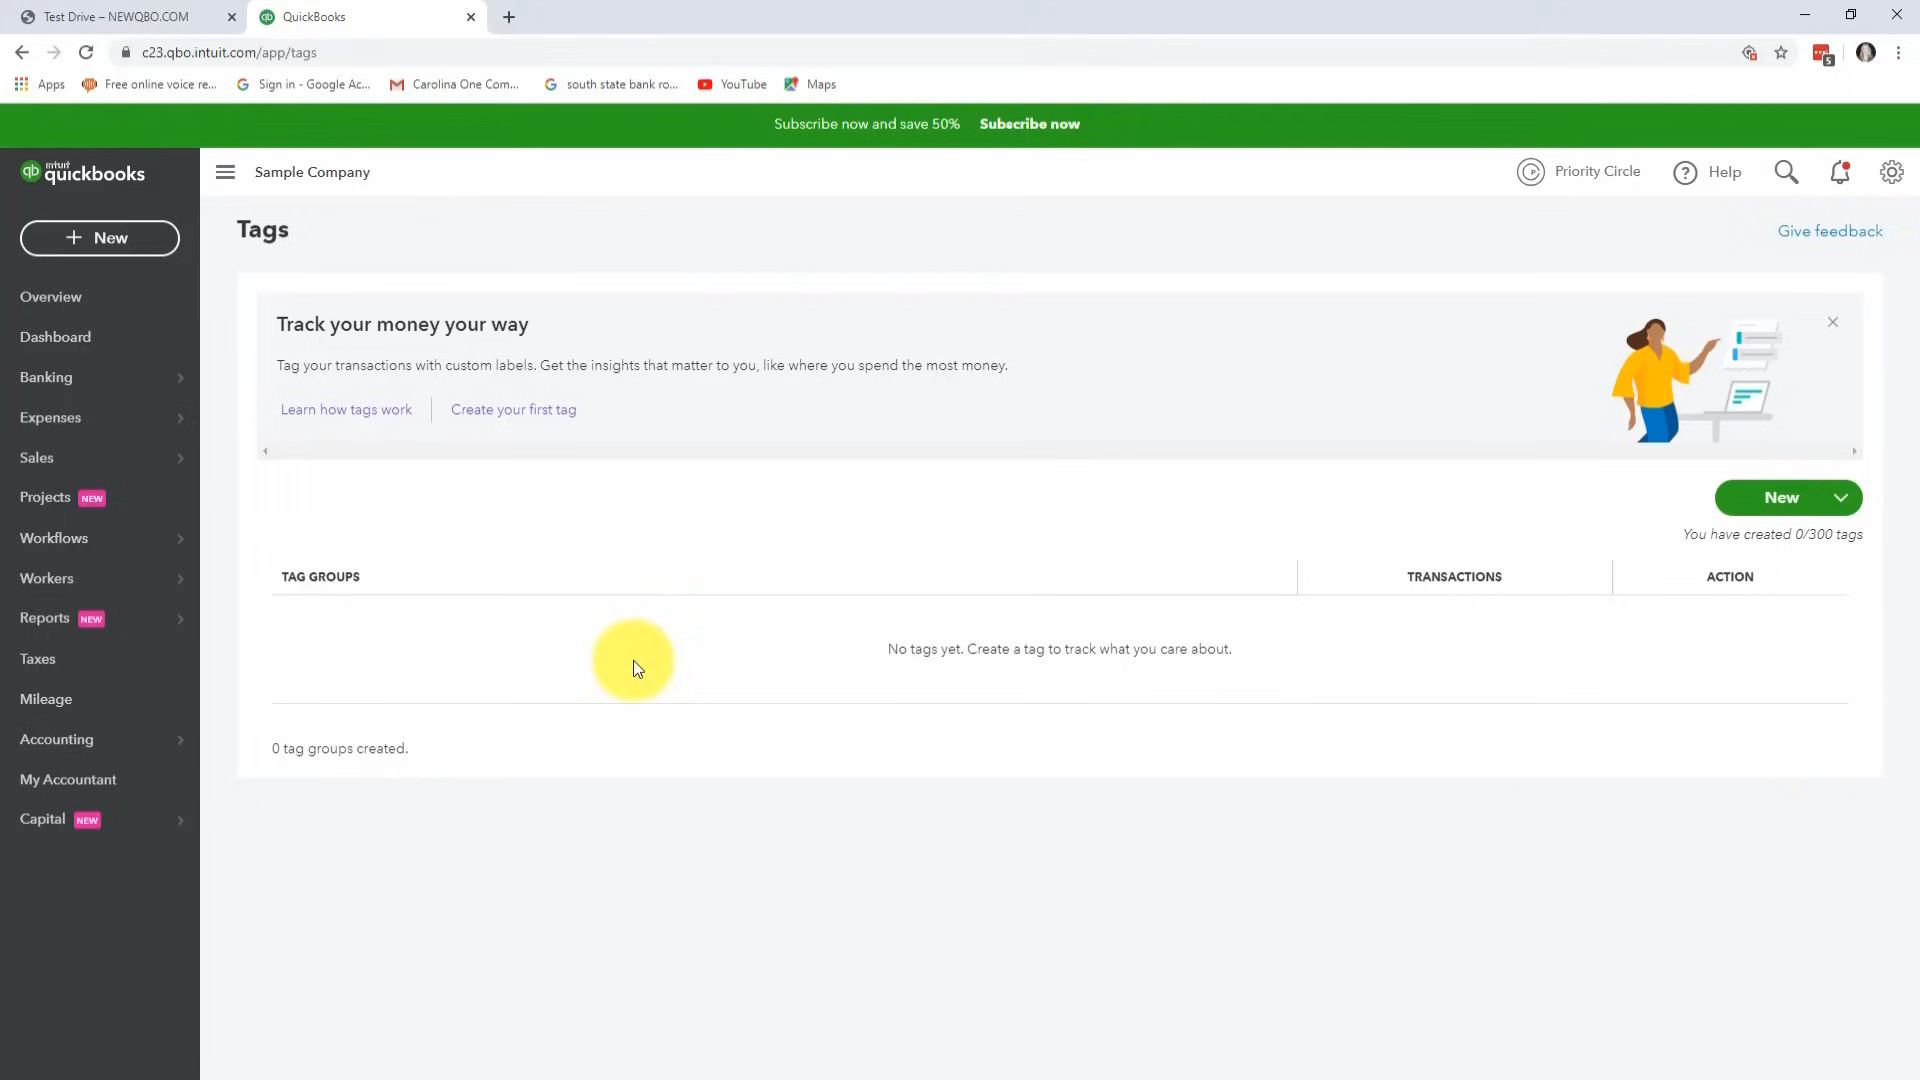 Test Drive – NEWQBO.COM
QuickBooks
c23.qbo.intuit.com/app/tags
5
Apps
Free online voice re...
Sign in - Google Ac...
Carolina One Com...
south state bank ro...
YouTube
Maps
Subscribe now and save 50% Subscribe now
intuit
quickbooks
Sample Company
Priority Circle
Help
+ New
Tags
Give feedback
Overview
Dashboard
Banking
Expenses
Sales
Projects NEW
Workflows
Workers
Reports NEW
Taxes
Mileage
Accounting
My Accountant
Capital NEW
Track your money your way
Tag your transactions with custom labels. Get the insights that matter to you, like where you spend the most money.
Learn how tags work
Create your first tag
New
You have created 0/300 tags
TAG GROUPS TRANSACTIONS ACTION
No tags yet. Create a tag to track what you care about.
0 tag groups created.